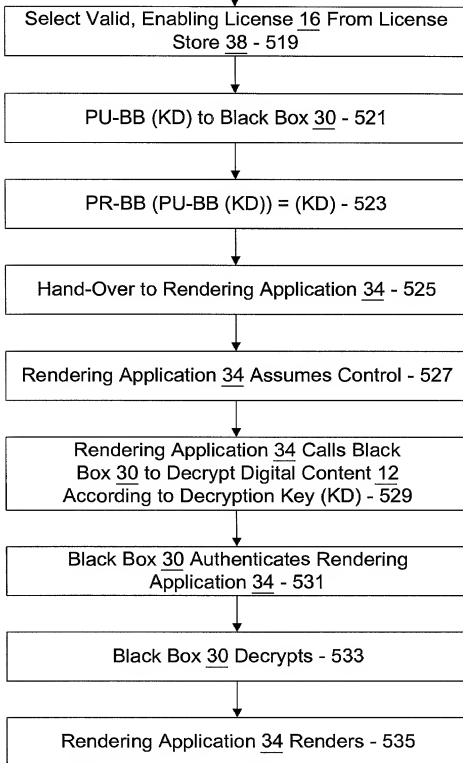 Select Valid, Enabling License 16 From License
Store 38 - 519
PU-BB (KD) to Black Box 30 - 521
PR-BB (PU-BB (KD)) = (KD) - 523
Hand-Over to Rendering Application 34 - 525
Rendering Application 34 Assumes Control - 527
Rendering Application 34 Calls Black
Box 30 to Decrypt Digital Content 12
According to Decryption Key (KD) - 529
Black Box 30 Authenticates Rendering
Application 34 - 531
Black Box 30 Decrypts - 533
Rendering Application 34 Renders - 535